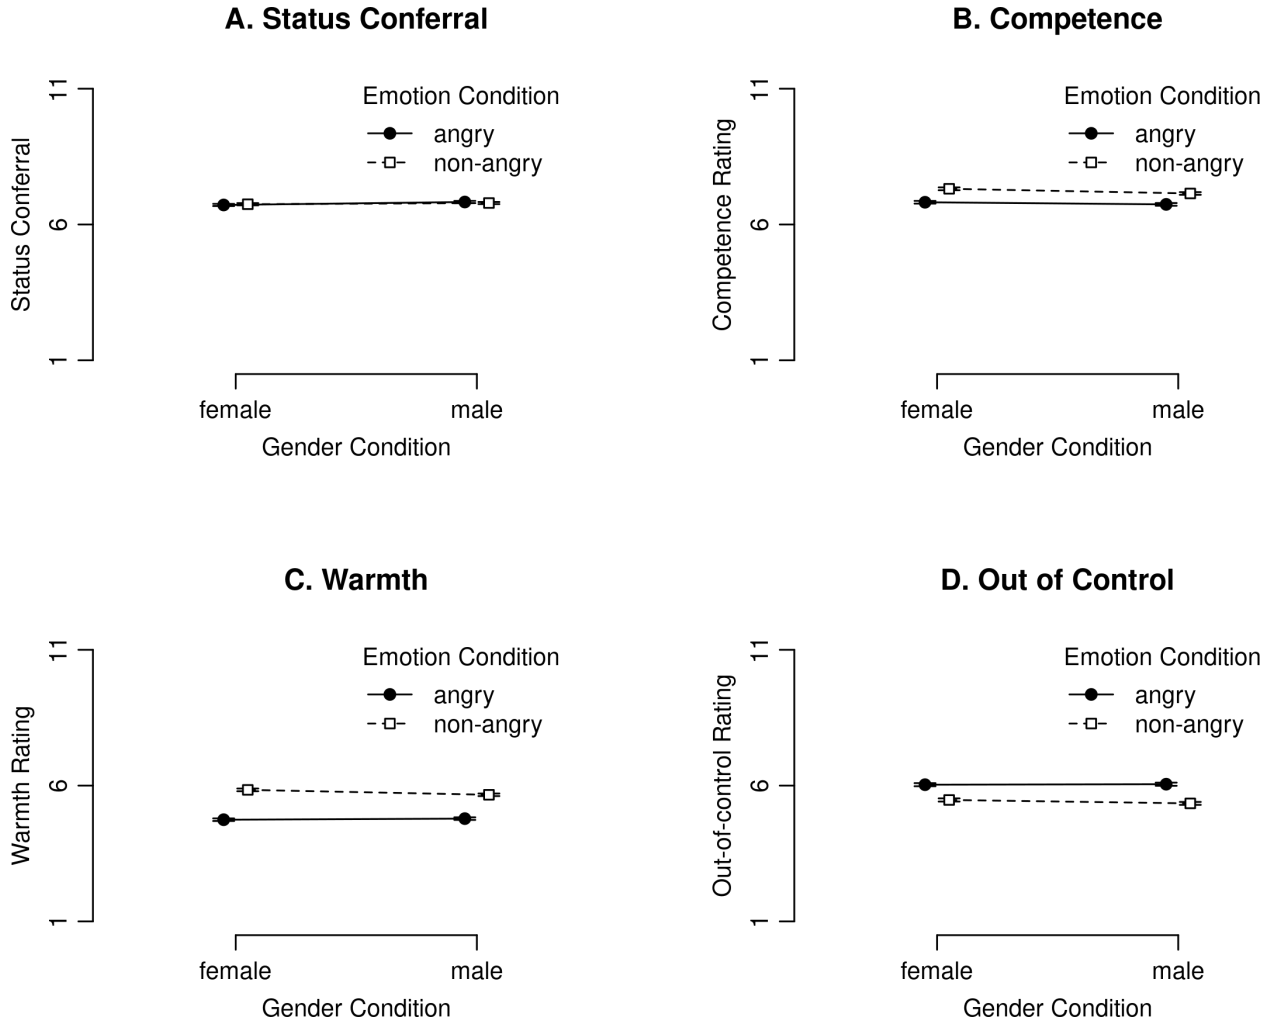 A. Status Conferral
Status Conferral
11
6
1
Emotion Condition
angry
non-angry
female
male
Gender Condition
B. Competence
Competence Rating
11
6
1
Emotion Condition
angry
non-angry
female
male
Gender Condition
C. Warmth
Warmth Rating
11
6
1
Emotion Condition
angry
non-angry
female
male
Gender Condition
D. Out of Control
Out-of-control Rating
11
6
1
Emotion Condition
angry
non-angry
female
male
Gender Condition